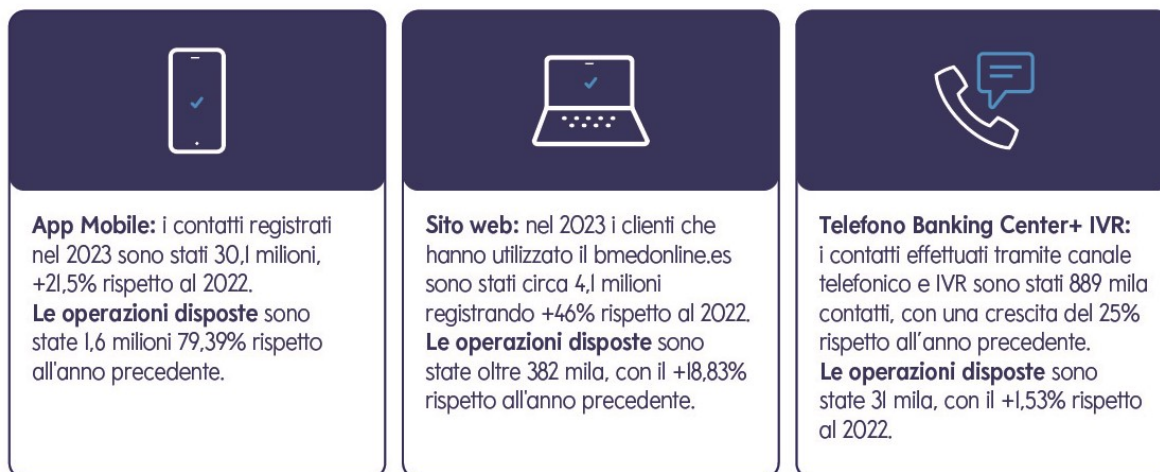 App Mobile: i contatti registrati
nel 2023 sono stati 30,1 milioni,
+21,5% rispetto al 2022.
Le operazioni disposte sono
state 1,6 milioni 79,39% rispetto
all'anno precedente.
Sito web: nel 2023 i clienti che
hanno utilizzato il bmedonline.es
sono stati circa 4,1 milioni
registrando +46% rispetto al 2022.
Le operazioni disposte sono
state oltre 382 mila, con il +18,83%
rispetto all'anno precedente.
Telefono Banking Center+ IVR:
i contatti effettuati tramite canale
telefonico e IVR sono stati 889 mila
contatti, con una crescita del 25%
rispetto all'anno precedente.
Le operazioni disposte sono
state 31 mila, con il +1,53% rispetto
al 2022.